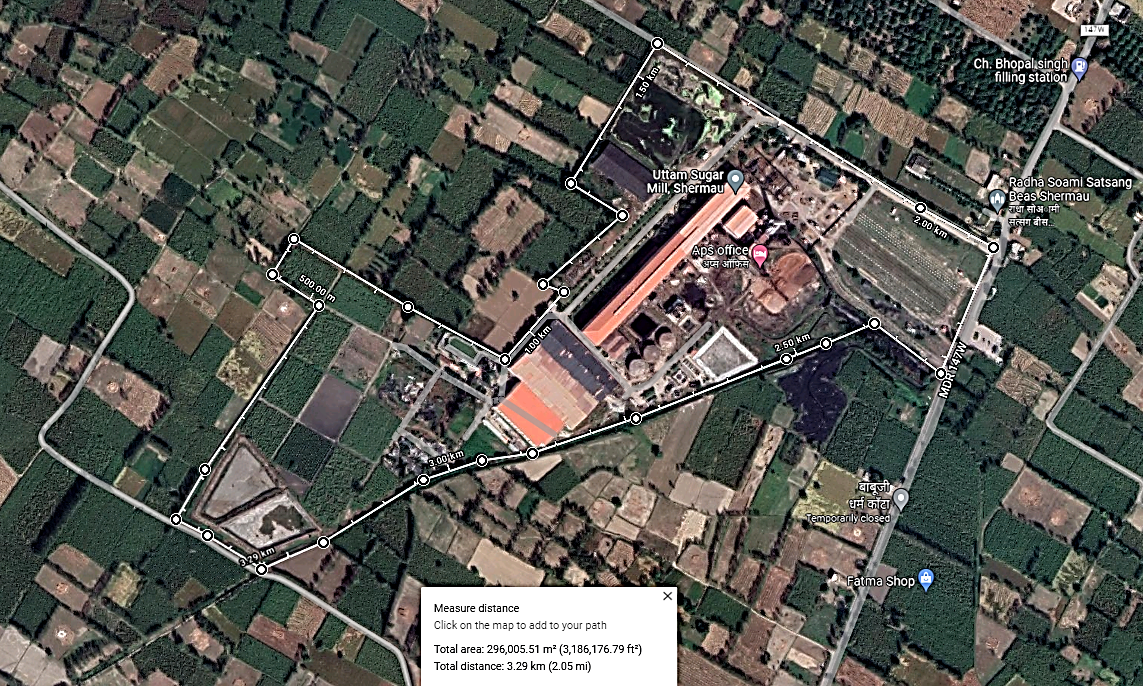 147W
Ch. Bhopal singh
filling station
1.50 km
Uttam Sugar
Mill, Shermau
Radha Soami Satsang
Beas Shermau
2.00 km
Aps office
अप्स ऑफिस
500.00 m
1.00 km
2.50 km
MDR147W
3.00 km
बाबूजी
धर्म काँटा
Temporarily closed
3.29 km
Fatma Shop
Measure distance
Click on the map to add to your path
Total area: 296,005.51 m² (3,186,176.79 ft²)
Total distance: 3.29 km (2.05 mi)